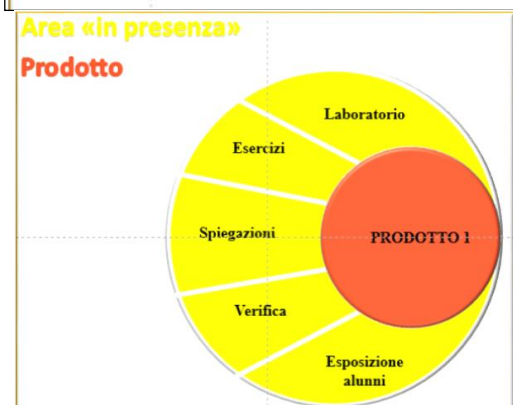 Area «in presenza»
Prodotto
Laboratorio
Esercizi
Spiegazioni
PRODOTTO 1
Verifica
Esposizione
alunni